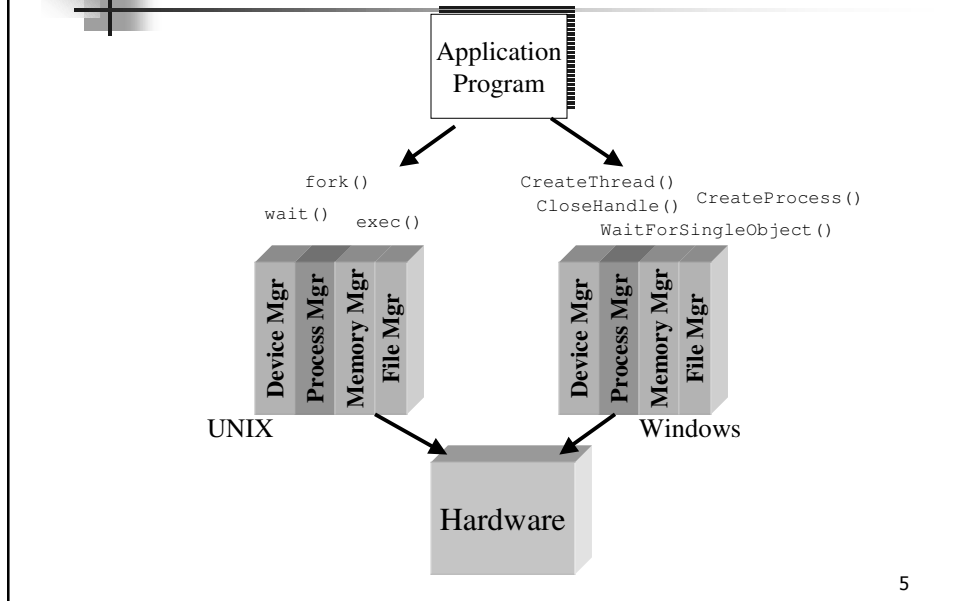 Application
Program
fork()
wait()
exec()
CreateThread()
CreateProcess()
CloseHandle()
WaitForSingleObject()
Device Mgr
Process Mgr
Memory Mgr
File Mgr
Device Mgr
Process Mgr
Memory Mgr
File Mgr
UNIX
Windows
Hardware
5